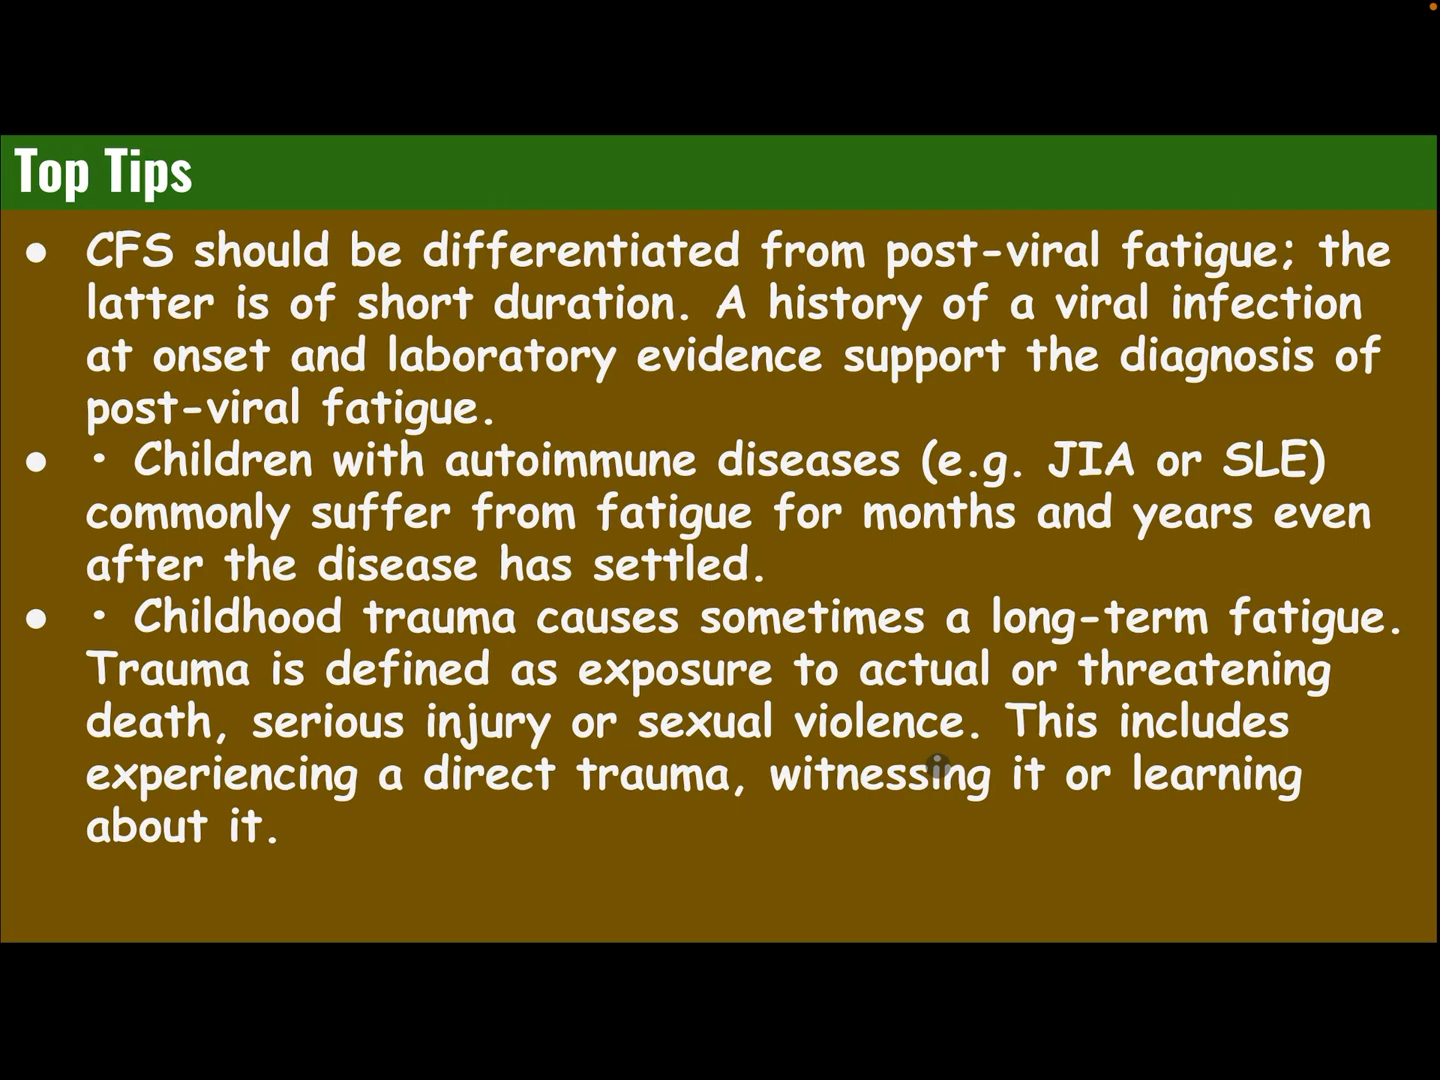 Top Tips
● CFS should be differentiated from post-viral fatigue; the
latter is of short duration. A history of a viral infection
at onset and laboratory evidence support the diagnosis of
post-viral fatigue.
● • Children with autoimmune diseases (e.g. JIA or SLE)
commonly suffer from fatigue for months and years even
after the disease has settled.
● • Childhood trauma causes sometimes a long-term fatigue.
Trauma is defined as exposure to actual or threatening
death, serious injury or sexual violence. This includes
experiencing a direct trauma, witnessing it or learning
about it.